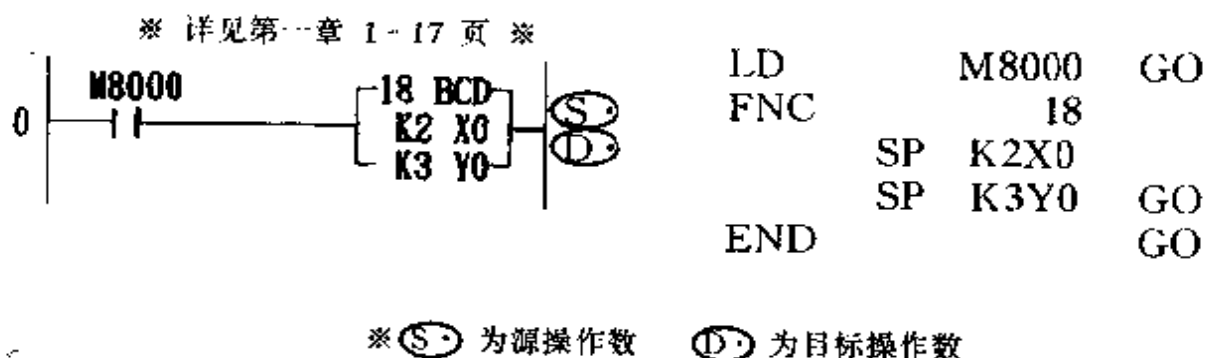 ※ 详见第一章 1-17 页 ※
M8000
0
18 BCD
K2 X0
K3 Y0
S·
D·
LD M8000 GO
FNC 18
SP K2X0
SP K3Y0 GO
END GO
※ S· 为源操作数 D· 为目标操作数